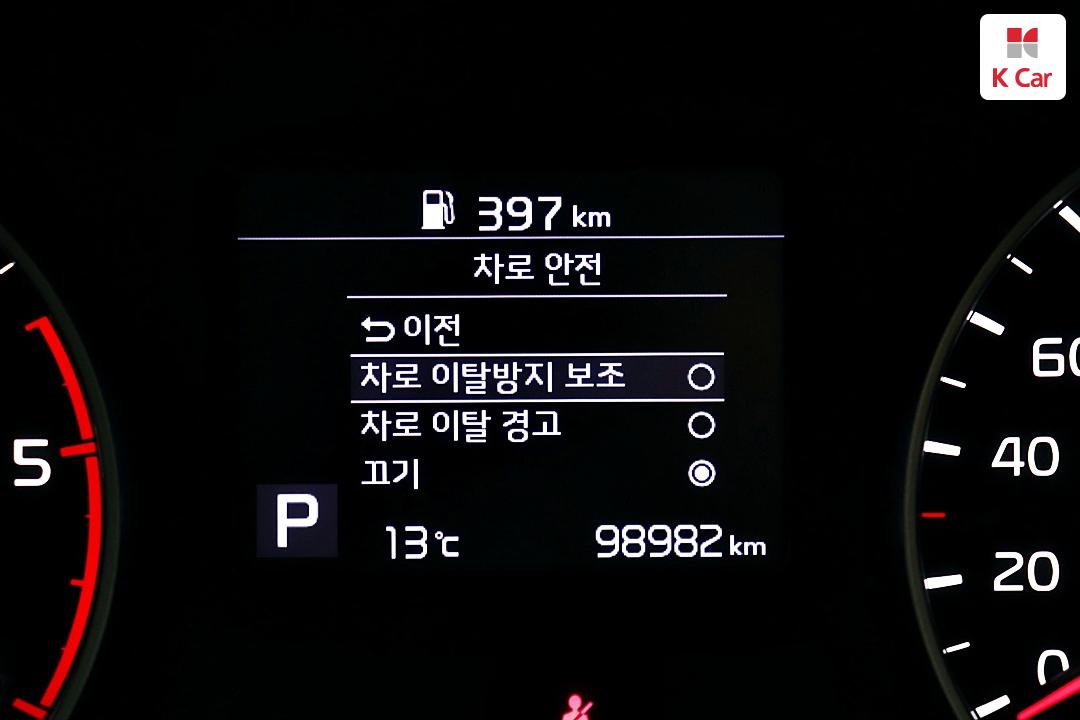 K Car
397 km
차로 안전
이전
차로 이탈방지 보조
차로 이탈 경고
끄기
P
13℃
98982 km
5
60
40
20
0